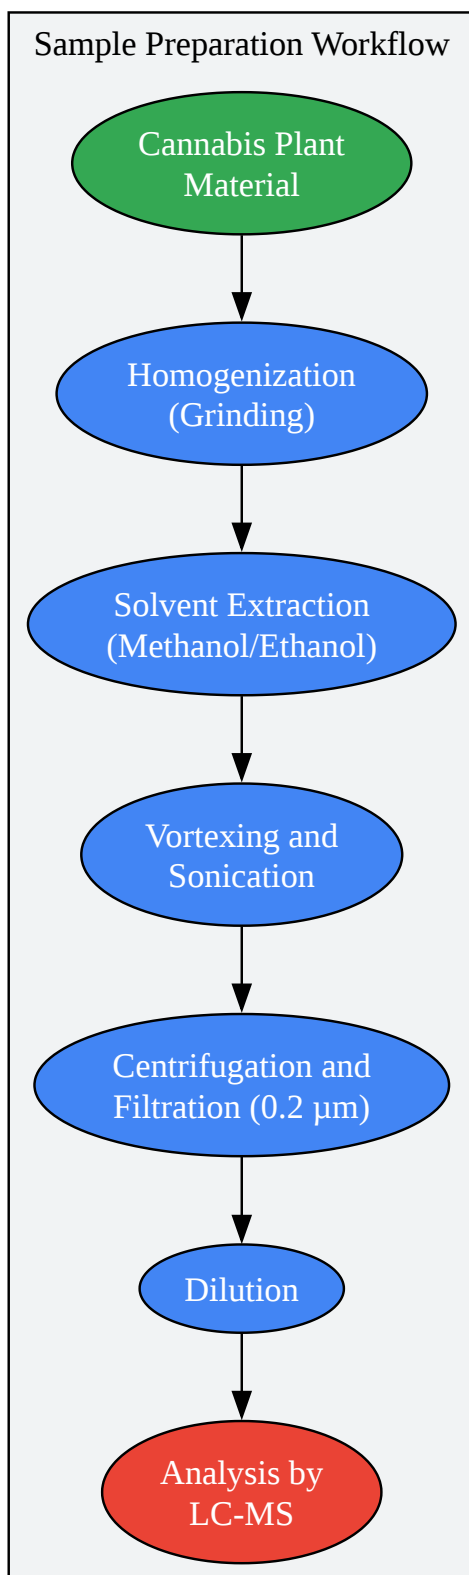 Sample Preparation Workflow
Cannabis Plant
Material
Homogenization
(Grinding)
Solvent Extraction
(Methanol/Ethanol)
Vortexing and
Sonication
Centrifugation and
Filtration (0.2 µm)
Dilution
Analysis by
LC-MS